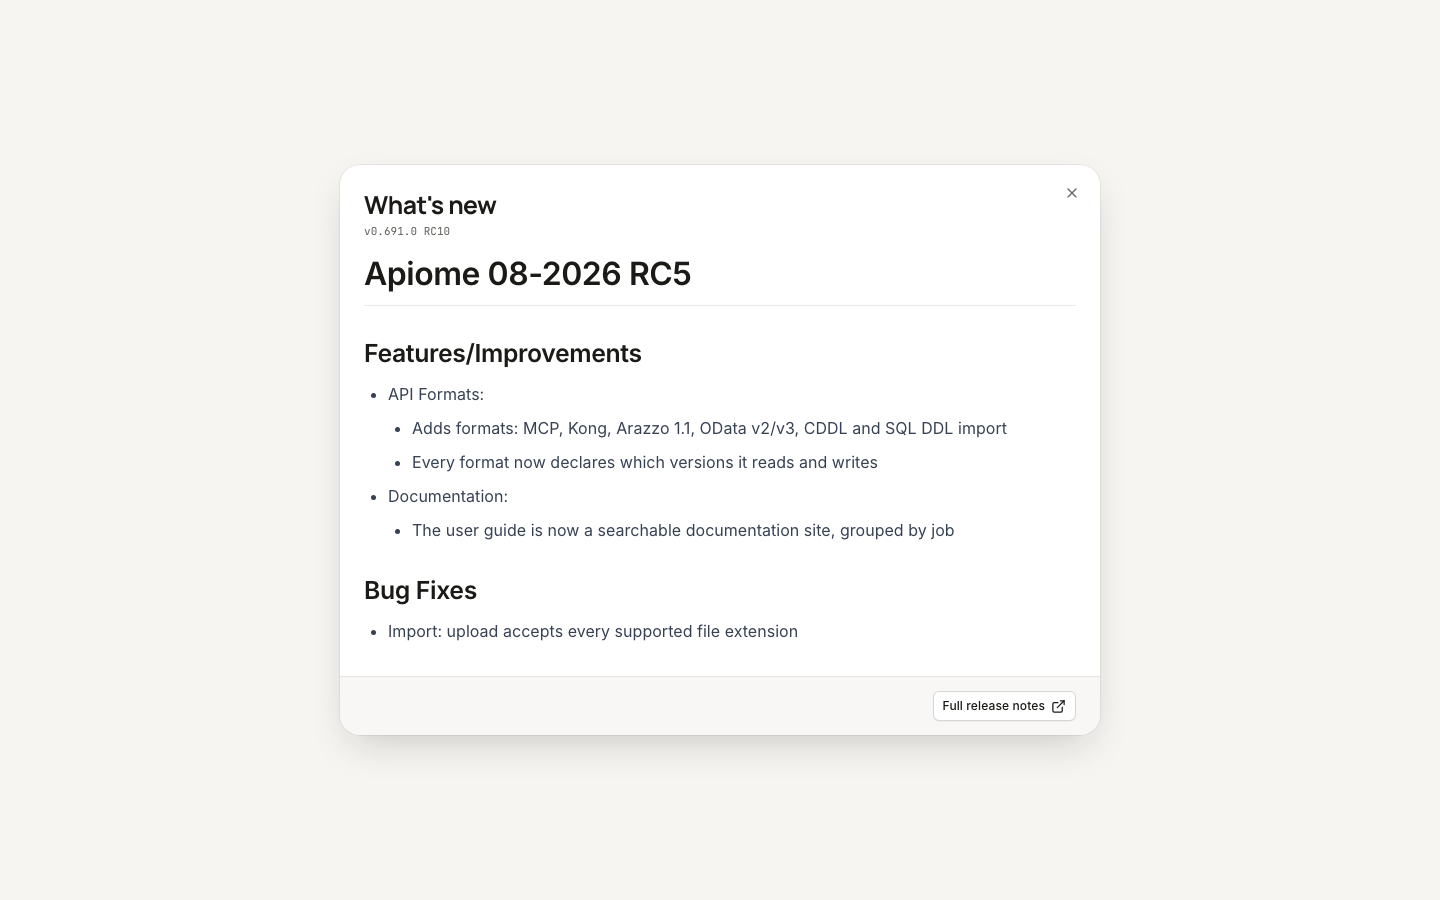 What's new
v0.691.0 RC10
Apiome 08-2026 RC5
Features/Improvements
API Formats:
Adds formats: MCP, Kong, Arazzo 1.1, OData v2/v3, CDDL and SQL DDL import
Every format now declares which versions it reads and writes
Documentation:
The user guide is now a searchable documentation site, grouped by job
Bug Fixes
Import: upload accepts every supported file extension
Full release notes